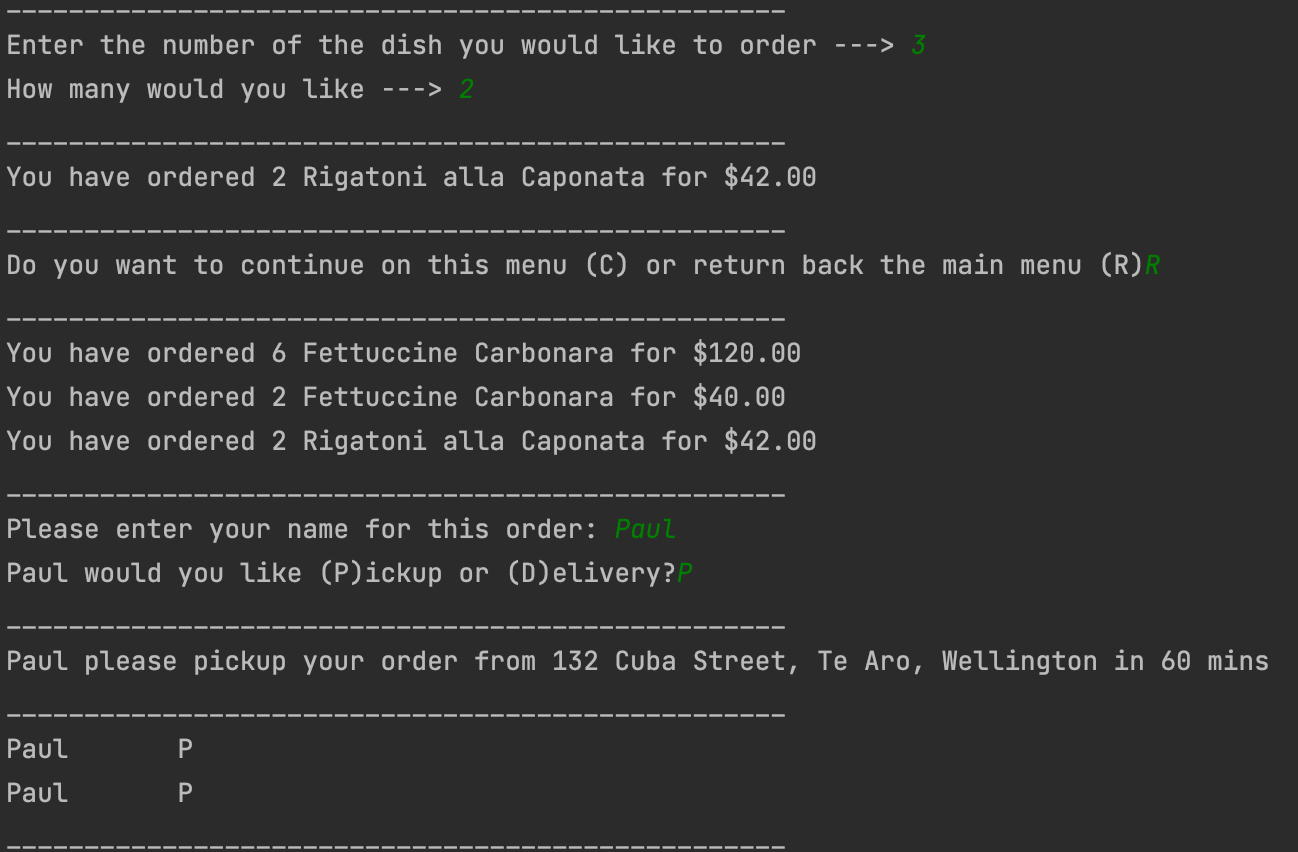 --------------------------------------------------
Enter the number of the dish you would like to order ---> 3
How many would you like ---> 2
--------------------------------------------------
You have ordered 2 Rigatoni alla Caponata for $42.00
--------------------------------------------------
Do you want to continue on this menu (C) or return back the main menu (R)R
--------------------------------------------------
You have ordered 6 Fettuccine Carbonara for $120.00
You have ordered 2 Fettuccine Carbonara for $40.00
You have ordered 2 Rigatoni alla Caponata for $42.00
--------------------------------------------------
Please enter your name for this order: Paul
Paul would you like (P)ickup or (D)elivery?P
--------------------------------------------------
Paul please pickup your order from 132 Cuba Street, Te Aro, Wellington in 60 mins
--------------------------------------------------
Paul       P
Paul       P
--------------------------------------------------